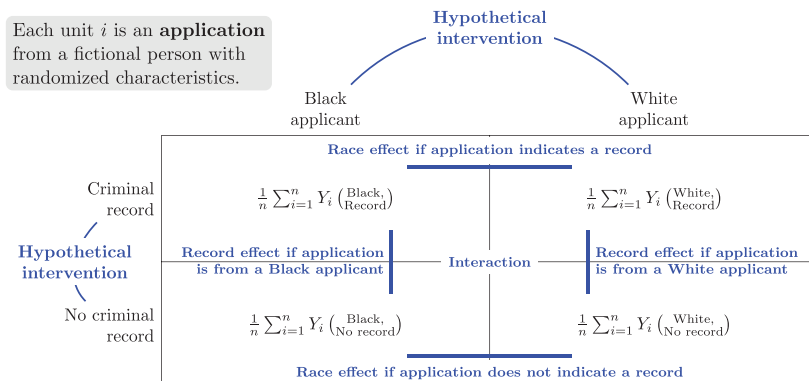 Each unit i is an application
from a fictional person with
randomized characteristics.
Hypothetical
intervention
Black
applicant
White
applicant
Race effect if application indicates a record
Criminal
record
1/n ∑_{i=1}^{n} Y_i (Black, Record)
1/n ∑_{i=1}^{n} Y_i (White, Record)
Hypothetical
intervention
Record effect if application
is from a Black applicant
Interaction
Record effect if application
is from a White applicant
No criminal
record
1/n ∑_{i=1}^{n} Y_i (Black, No record)
1/n ∑_{i=1}^{n} Y_i (White, No record)
Race effect if application does not indicate a record